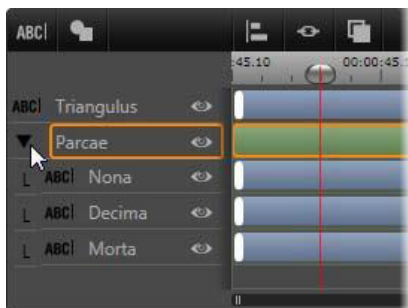 ABC
:45.10 00:00:45.
ABC Triangulus
Parcae
ABC Nona
ABC Decima
ABC Morta